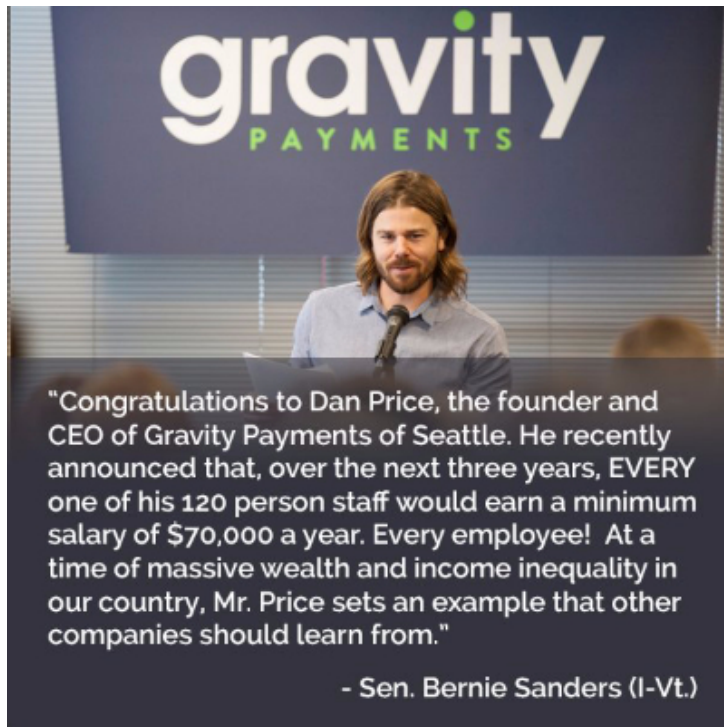 gravity
PAYMENTS
“Congratulations to Dan Price, the founder and
CEO of Gravity Payments of Seattle. He recently
announced that, over the next three years, EVERY
one of his 120 person staff would earn a minimum
salary of $70,000 a year. Every employee!  At a
time of massive wealth and income inequality in
our country, Mr. Price sets an example that other
companies should learn from.”
- Sen. Bernie Sanders (I-Vt.)